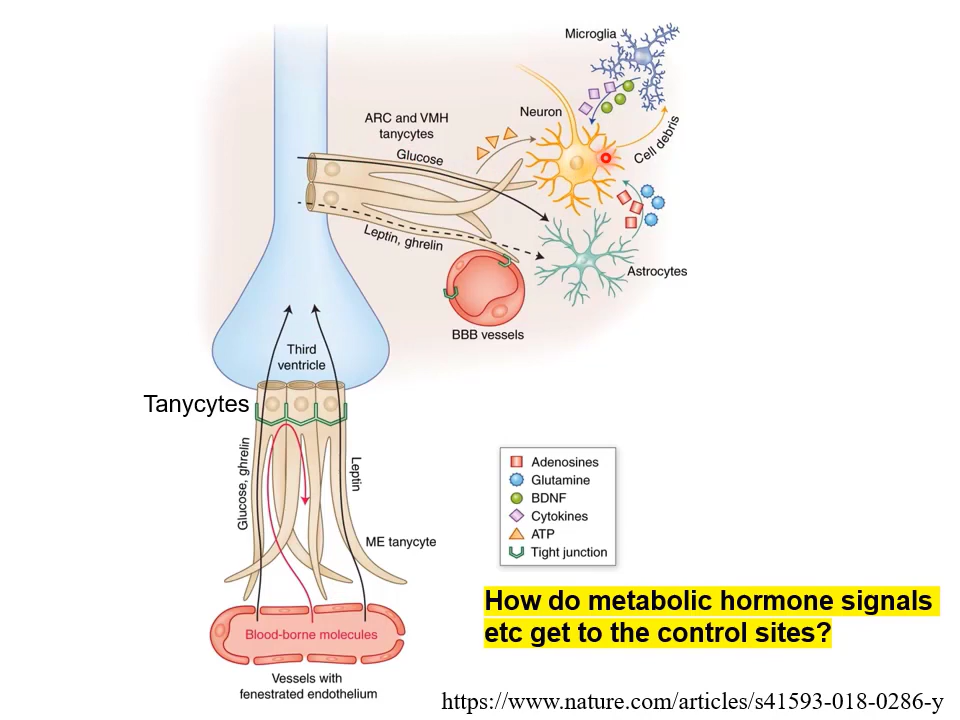 Microglia
Neuron
ARC and VMH
tanycytes
Glucose
Cell debris
Leptin, ghrelin
Astrocytes
BBB vessels
Third
ventricle
Tanycytes
Glucose, ghrelin
Leptin
ME tanycyte
Adenosines
Glutamine
BDNF
Cytokines
ATP
Tight junction
How do metabolic hormone signals
etc get to the control sites?
Blood-borne molecules
Vessels with
fenestrated endothelium
https://www.nature.com/articles/s41593-018-0286-y